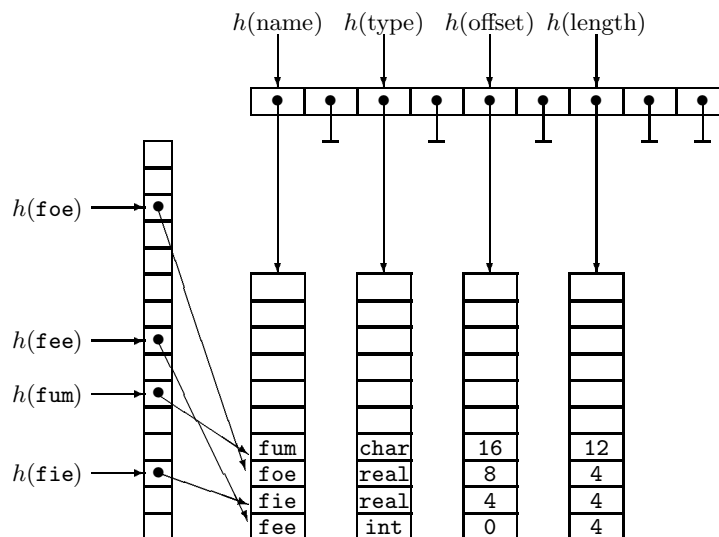 h(name) h(type) h(offset) h(length)
h(foe)
h(fee)
h(fum)
fum char 16 12
h(fie) foe real 8 4
fie real 4 4
fee int 0 4